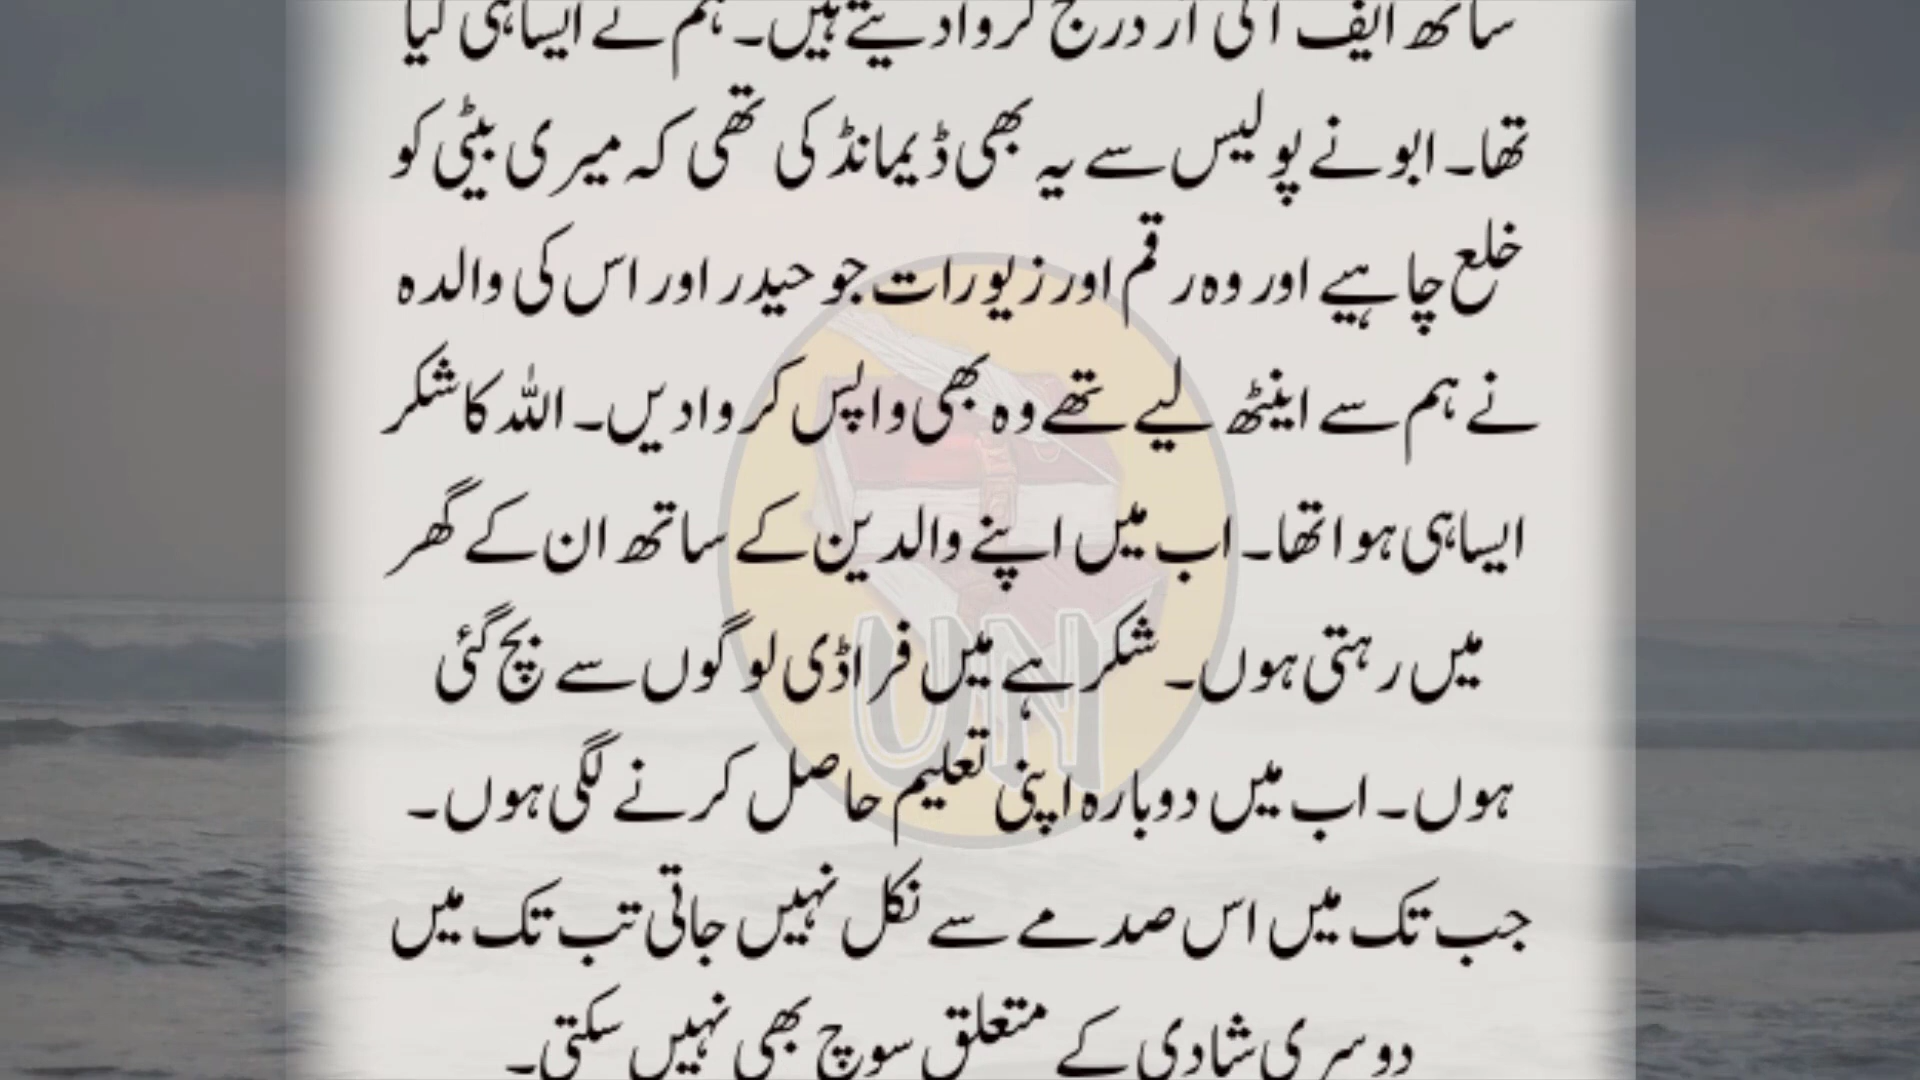 ساتھ ایف آئی آر درج کروا دیتے ہیں۔ ہم نے ایسا ہی کیا
تھا۔ ابو نے پولیس سے یہ بھی ڈیمانڈ کی تھی کہ میری بیٹی کو
خلع چاہیے اور وہ رقم اور زیورات جو حیدر اور اس کی والدہ
نے ہم سے اینٹھ لیے تھے وہ بھی واپس کروا دیں۔ اللہ کا شکر
ایسا ہی ہوا تھا۔ اب میں اپنے والدین کے ساتھ ان کے گھر
میں رہتی ہوں۔ شکر ہے میں فراڈی لوگوں سے بچ گئی
ہوں۔ اب میں دوبارہ اپنی تعلیم حاصل کرنے لگی ہوں۔
جب تک میں اس صدمے سے نکل نہیں جاتی تب تک میں
دوسری شادی کے متعلق سوچ بھی نہیں سکتی۔
UN